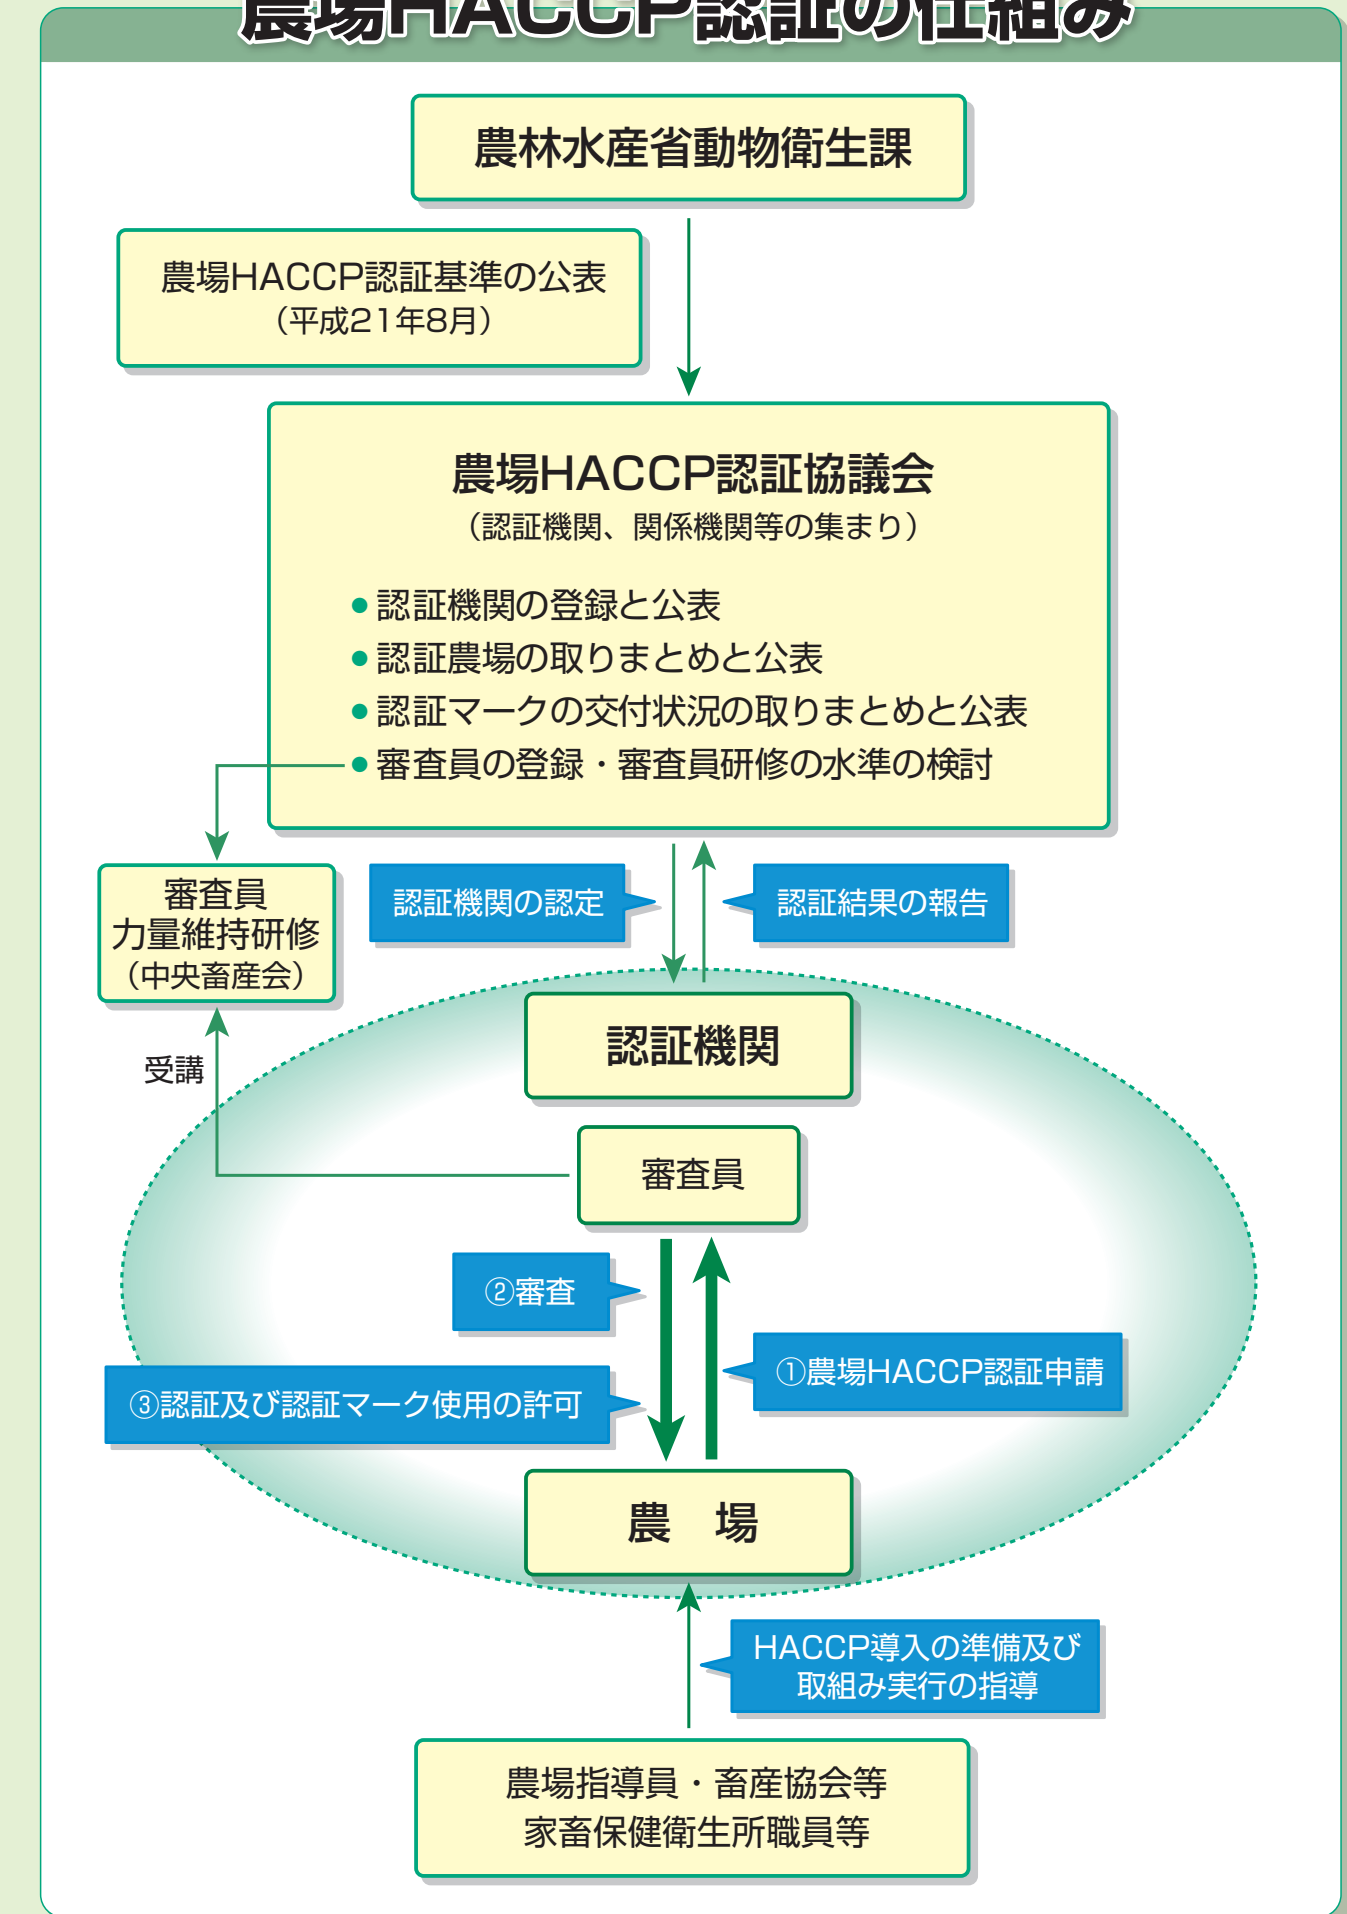 農場HACCP認証の仕組み
農林水産省動物衛生課
農場HACCP認証基準の公表
（平成21年8月）
農場HACCP認証協議会
（認証機関、関係機関等の集まり）
●認証機関の登録と公表
●認証農場の取りまとめと公表
●認証マークの交付状況の取りまとめと公表
●審査員の登録・審査員研修の水準の検討
審査員
力量維持研修
（中央畜産会）
認証機関の認定
認証結果の報告
認証機関
受講
審査員
②審査
①農場HACCP認証申請
③認証及び認証マーク使用の許可
農　場
HACCP導入の準備及び
取組み実行の指導
農場指導員・畜産協会等
家畜保健衛生所職員等